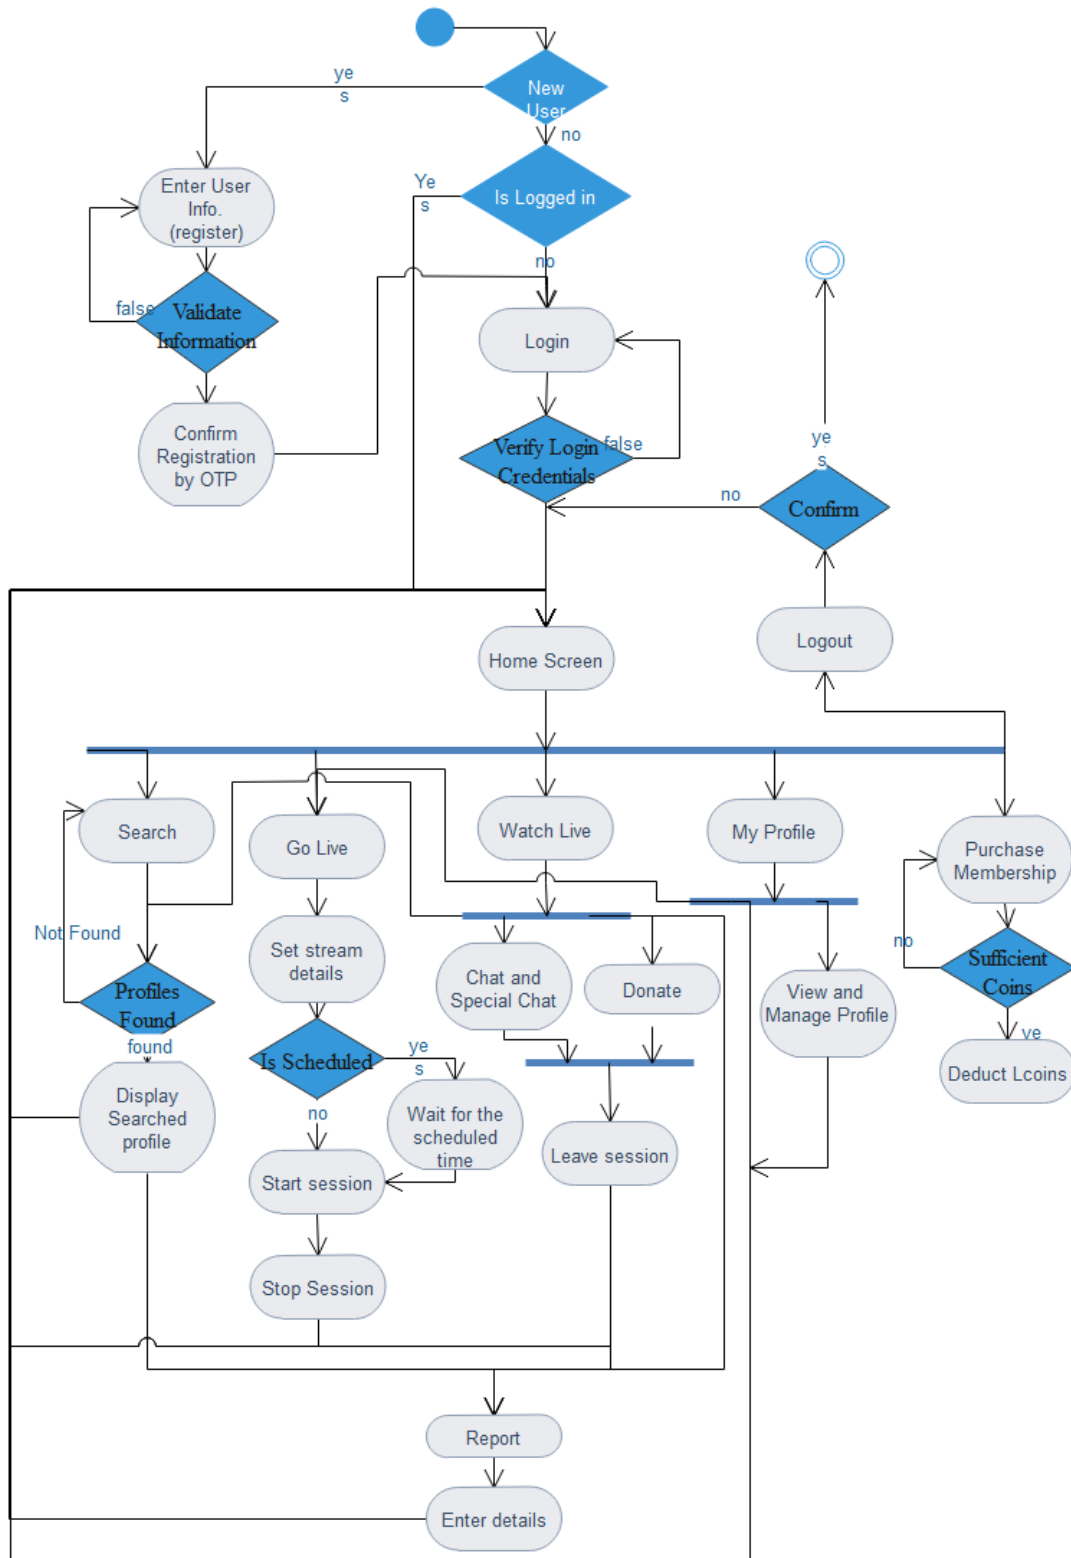 New
User
ye
s
no
Enter User
Info.
(register)
Ye
s
Is Logged in
no
false
Validate
Information
Login
Confirm
Registration
by OTP
Verify Login
Credentials
false
ye
s
no
Confirm
Home Screen
Logout
Search
Go Live
Watch Live
My Profile
Purchase
Membership
Not Found
Set stream
details
Chat and
Special Chat
Donate
View and
Manage Profile
no
Sufficient
Coins
Profiles
Found
found
Is Scheduled
ye
s
ye
Deduct Lcoins
Display
Searched
profile
no
Wait for the
scheduled
time
Start session
Leave session
Stop Session
Report
Enter details